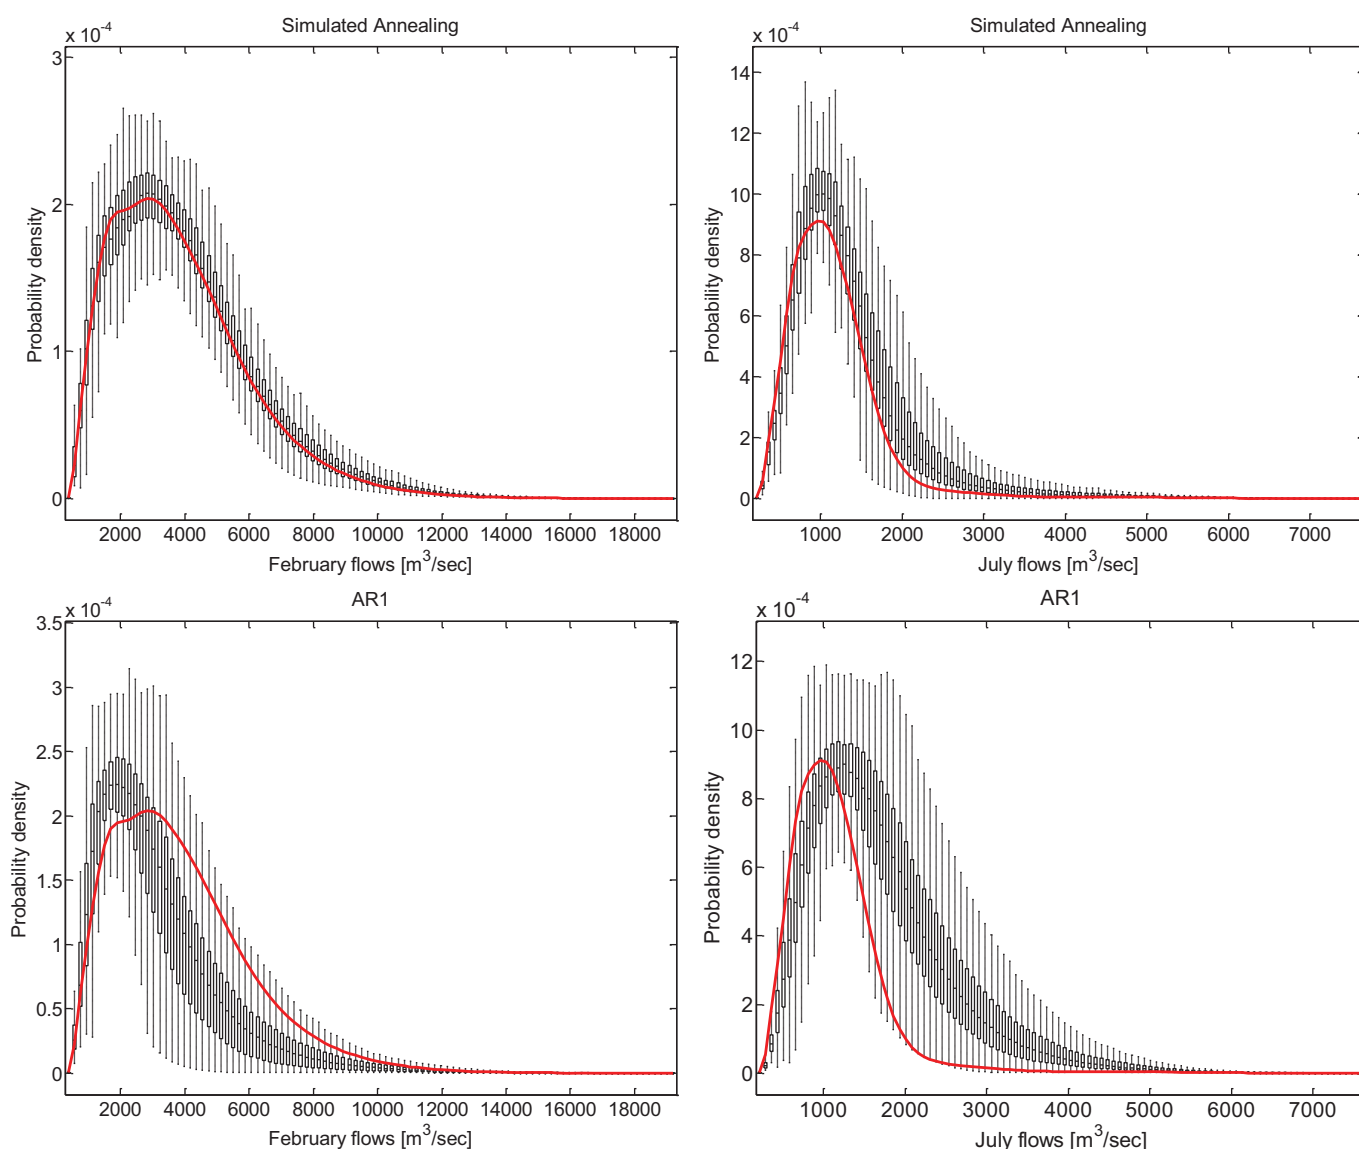 Simulated Annealing
x 10^-4
3
2
1
0
Probability density
2000 4000 6000 8000 10000 12000 14000 16000 18000
February flows [m^3/sec]
Simulated Annealing
x 10^-4
14
12
10
8
6
4
2
0
Probability density
1000 2000 3000 4000 5000 6000 7000
July flows [m^3/sec]
AR1
x 10^-4
3.5
3
2.5
2
1.5
1
0.5
0
Probability density
2000 4000 6000 8000 10000 12000 14000 16000 18000
February flows [m^3/sec]
AR1
x 10^-4
12
10
8
6
4
2
0
Probability density
1000 2000 3000 4000 5000 6000 7000
July flows [m^3/sec]